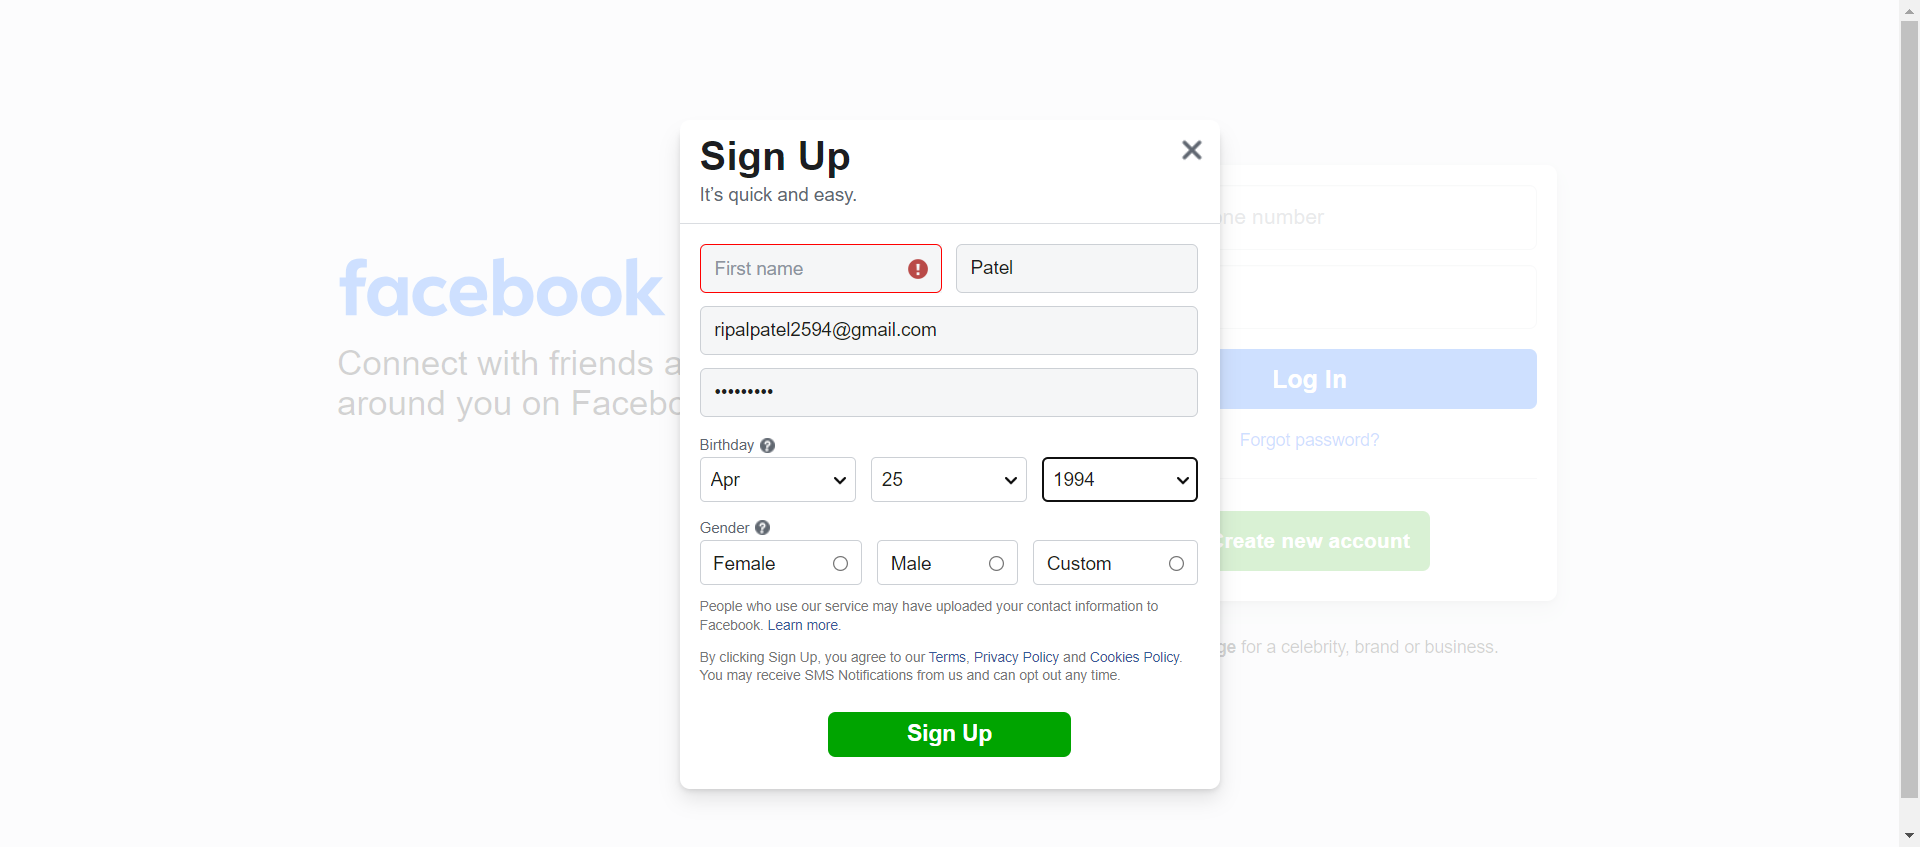 Sign Up
It's quick and easy.
First name
Patel
ripalpatel2594@gmail.com
•••••••••
Birthday ?
Apr 25 1994
Gender ?
Female Male Custom
People who use our service may have uploaded your contact information to
Facebook. Learn more.
By clicking Sign Up, you agree to our Terms, Privacy Policy and Cookies Policy.
You may receive SMS Notifications from us and can opt out any time.
Sign Up
facebook
Connect with friends
around you on
number
Log In
Forgot password?
new account
for a celebrity, brand or business.